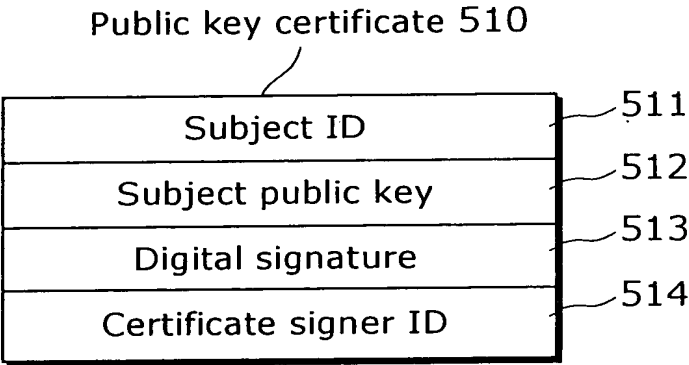 Public key certificate 510
Subject ID 511
Subject public key 512
Digital signature 513
Certificate signer ID 514